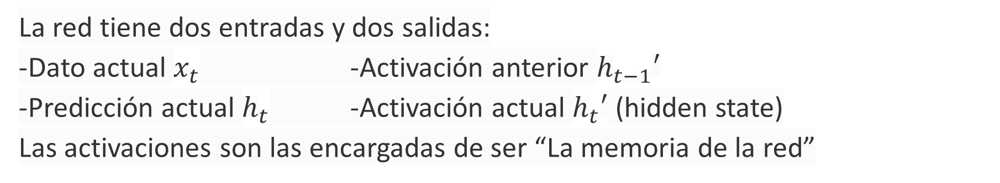 La red tiene dos entradas y dos salidas:
-Dato actual $x_t$ -Activación anterior $h_{t-1}'$
-Predicción actual $h_t$ -Activación actual $h_t'$ (hidden state)
Las activaciones son las encargadas de ser “La memoria de la red”